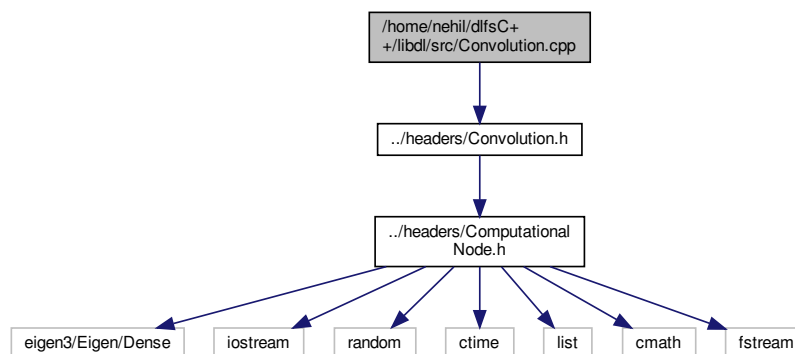 /home/nehil/dlfsC+
+/libdl/src/Convolution.cpp
../headers/Convolution.h
../headers/Computational
Node.h
eigen3/Eigen/Dense
iostream
random
ctime
list
cmath
fstream